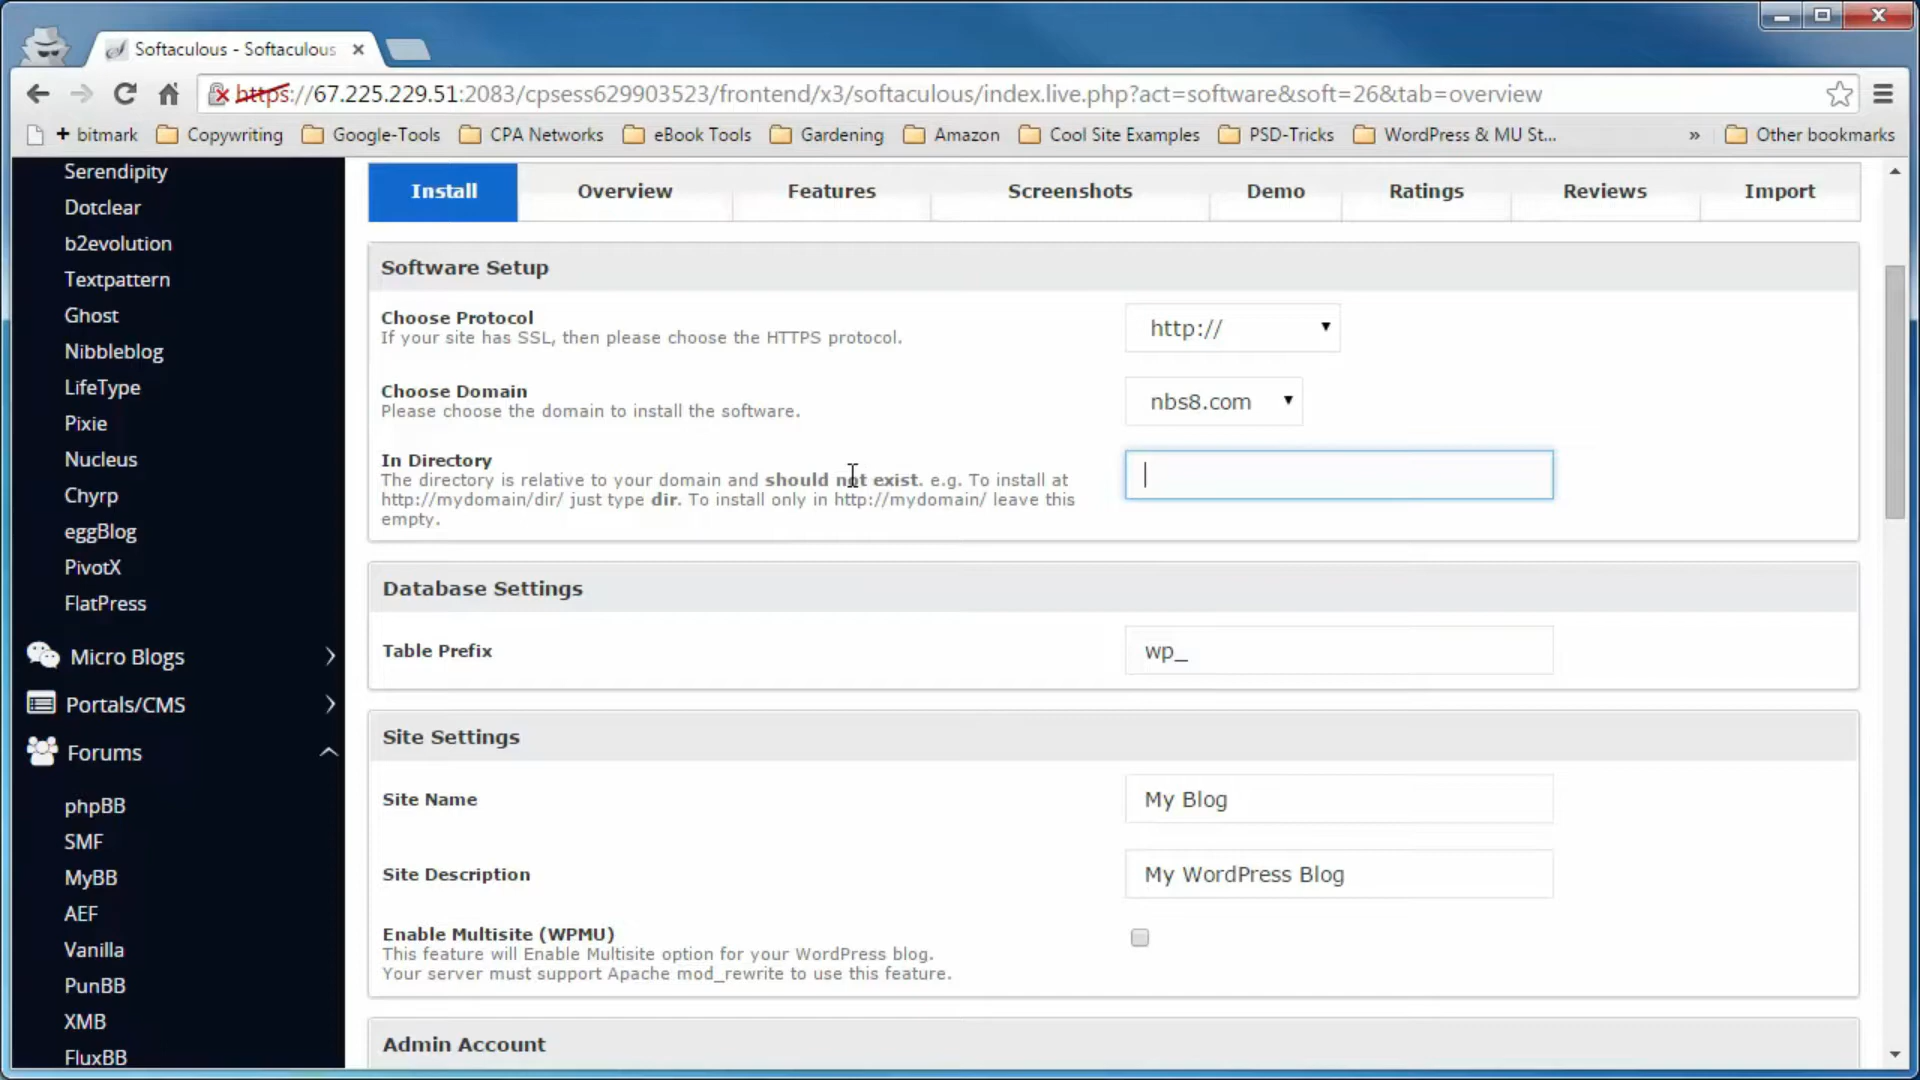 Softaculous - Softaculous
https://67.225.229.51:2083/cpsess629903523/frontend/x3/softaculous/index.live.php?act=software&soft=26&tab=overview
+ bitmark Copywriting Google-Tools CPA Networks eBook Tools Gardening Amazon Cool Site Examples PSD-Tricks WordPress & MU St... » Other bookmarks
Serendipity
Dotclear
b2evolution
Textpattern
Ghost
Nibbleblog
LifeType
Pixie
Nucleus
Chyrp
eggBlog
PivotX
FlatPress
Micro Blogs
Portals/CMS
Forums
phpBB
SMF
MyBB
AEF
Vanilla
PunBB
XMB
FluxBB
Install Overview Features Screenshots Demo Ratings Reviews Import
Software Setup
Choose Protocol
If your site has SSL, then please choose the HTTPS protocol.
http://
Choose Domain
Please choose the domain to install the software.
nbs8.com
In Directory
The directory is relative to your domain and should not exist. e.g. To install at
http://mydomain/dir/ just type dir. To install only in http://mydomain/ leave this
empty.
Database Settings
Table Prefix
wp_
Site Settings
Site Name
My Blog
Site Description
My WordPress Blog
Enable Multisite (WPMU)
This feature will Enable Multisite option for your WordPress blog.
Your server must support Apache mod_rewrite to use this feature.
Admin Account